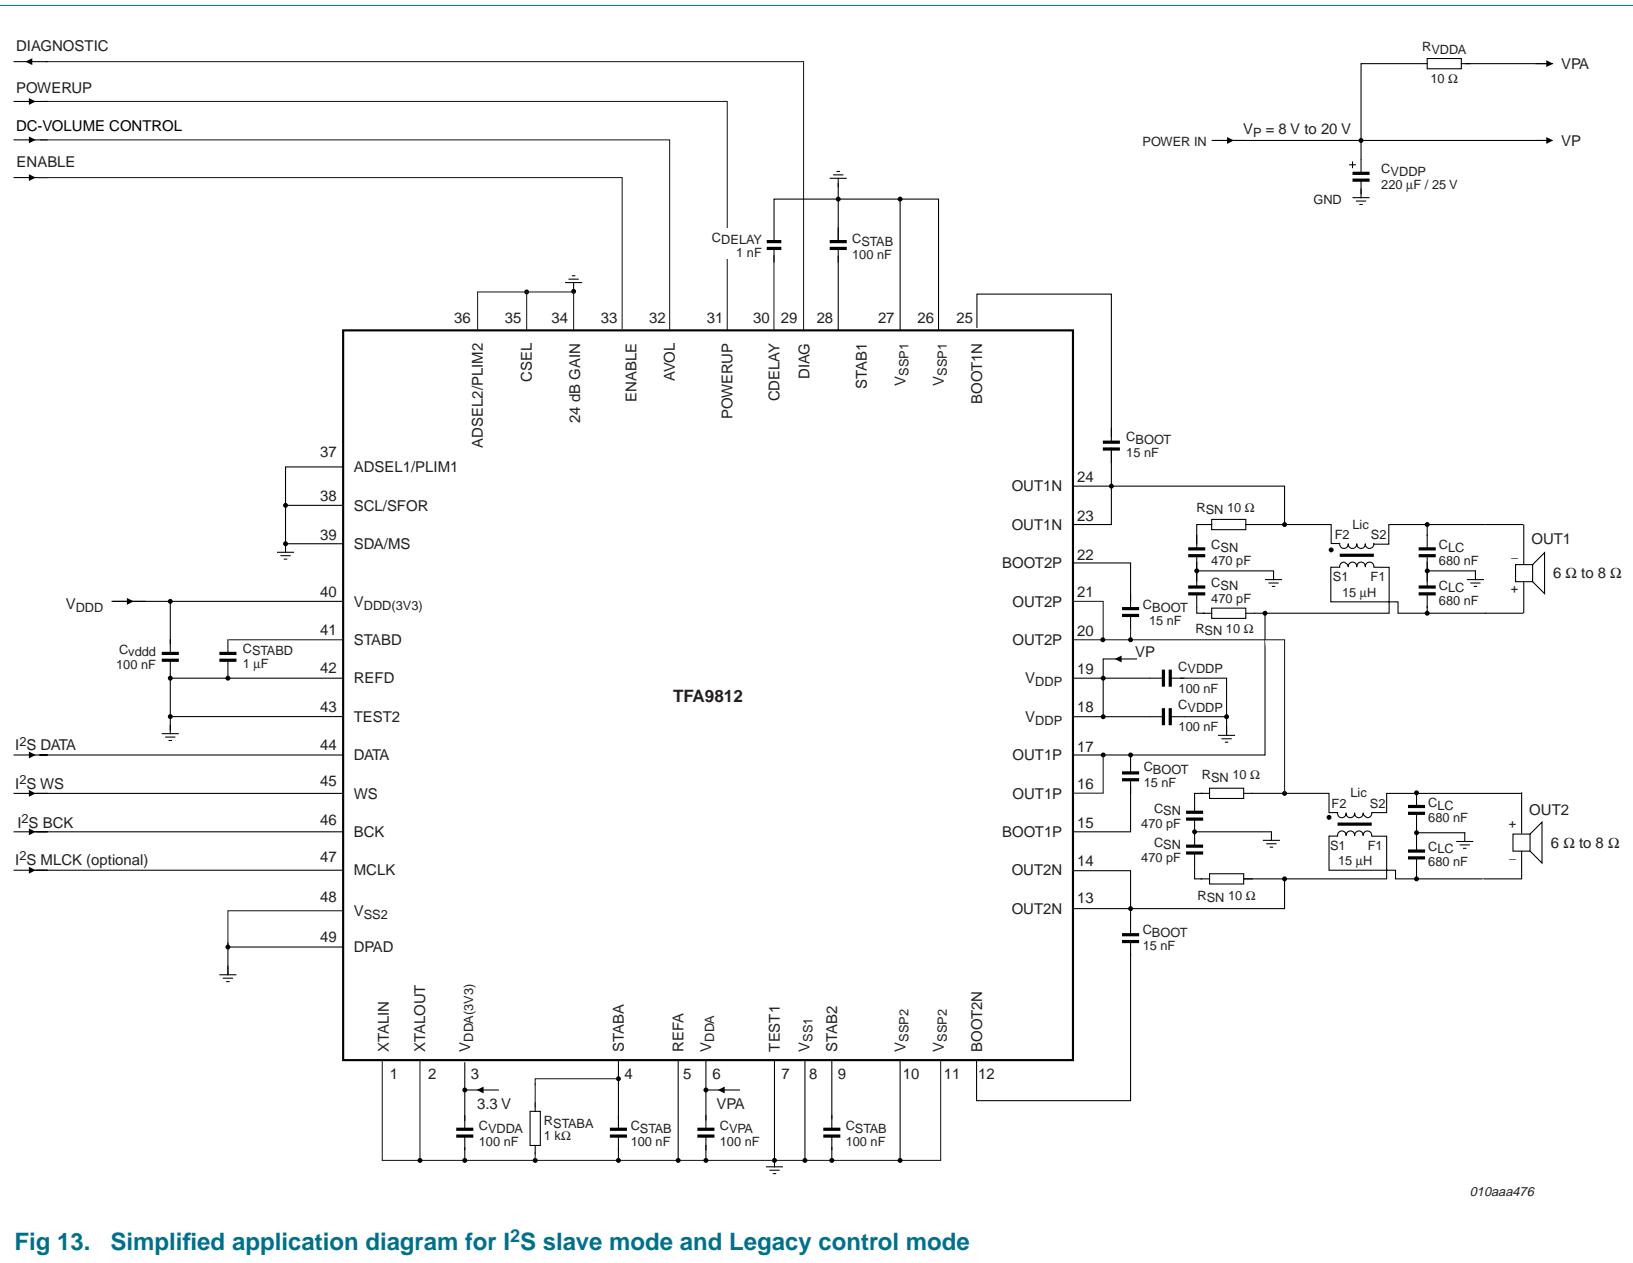 DIAGNOSTIC
POWERUP
DC-VOLUME CONTROL
ENABLE
RVDDA
10 Ω
VPA
POWER IN
VP = 8 V to 20 V
VP
+
CVDDP
220 μF / 25 V
GND
CDELAY
1 nF
CSTAB
100 nF
36 35 34 33 32 31 30 29 28 27 26 25
ADSEL2/PLIM2
CSEL
24 dB GAIN
ENABLE
AVOL
POWERUP
CDELAY
DIAG
STAB1
VSSP1
VSSP1
BOOT1N
37
ADSEL1/PLIM1
38
SCL/SFOR
39
SDA/MS
VDDD
40
VDDD(3V3)
41
STABD
Cvddd
100 nF
CSTABD
1 μF
42
REFD
43
TEST2
I2S DATA
44
DATA
I2S WS
45
WS
I2S BCK
46
BCK
I2S MLCK (optional)
47
MCLK
48
VSS2
49
DPAD
TFA9812
CBOOT
15 nF
OUT1N
24
OUT1N
23
BOOT2P
22
OUT2P
21
CBOOT
15 nF
OUT2P
20
VP
VDDP
19
CVDDP
100 nF
VDDP
18
CVDDP
100 nF
OUT1P
17
CBOOT
15 nF
OUT1P
16
BOOT1P
15
OUT2N
14
OUT2N
13
CBOOT
15 nF
RSN 10 Ω
CSN
470 pF
CSN
470 pF
RSN 10 Ω
Lic
F2 S2
S1 F1
15 μH
CLC
680 nF
CLC
680 nF
OUT1
−
+
6 Ω to 8 Ω
RSN 10 Ω
CSN
470 pF
CSN
470 pF
RSN 10 Ω
Lic
F2 S2
S1 F1
15 μH
CLC
680 nF
CLC
680 nF
OUT2
+
−
6 Ω to 8 Ω
XTALIN
XTALOUT
VDDA(3V3)
STABA
REFA
VDDA
TEST1
VSS1
STAB2
VSSP2
VSSP2
BOOT2N
1 2 3 4 5 6 7 8 9 10 11 12
3.3 V
VPA
CVDDA
100 nF
RSTABA
1 kΩ
CSTAB
100 nF
CVPA
100 nF
CSTAB
100 nF
010aaa476
Fig 13. Simplified application diagram for I2S slave mode and Legacy control mode